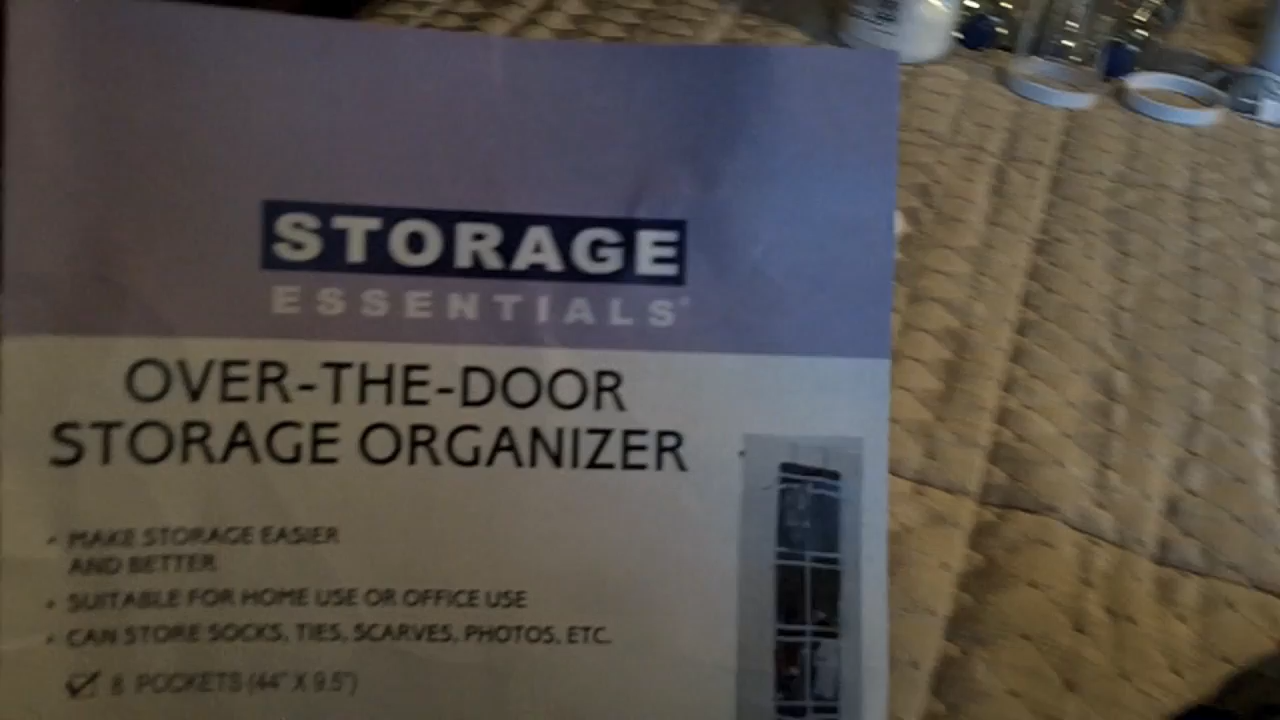 STORAGE
ESSENTIALS®
OVER-THE-DOOR
STORAGE ORGANIZER
• MAKE STORAGE EASIER
AND BETTER
• SUITABLE FOR HOME USE OR OFFICE USE
• CAN STORE SOCKS, TIES, SCARVES, PHOTOS, ETC.
8 POCKETS (44" X 9.5")